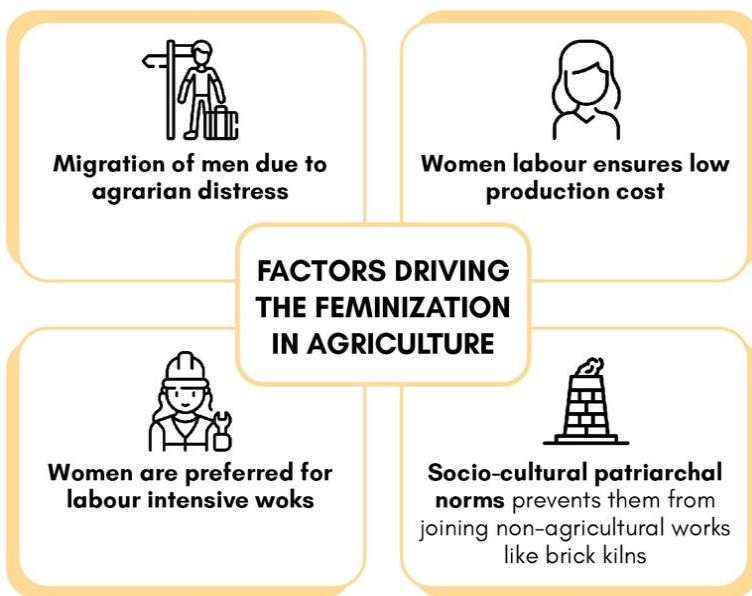 Migration of men due to
agrarian distress
Women labour ensures low
production cost
FACTORS DRIVING
THE FEMINIZATION
IN AGRICULTURE
Women are preferred for
labour intensive woks
Socio-cultural patriarchal
norms prevents them from
joining non-agricultural works
like brick kilns